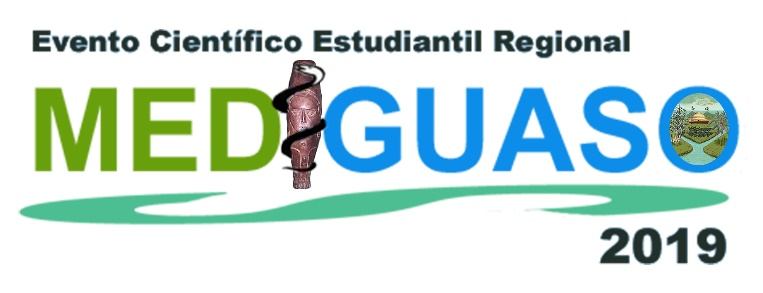 Evento Científico Estudiantil Regional
MEDIGUASO
2019